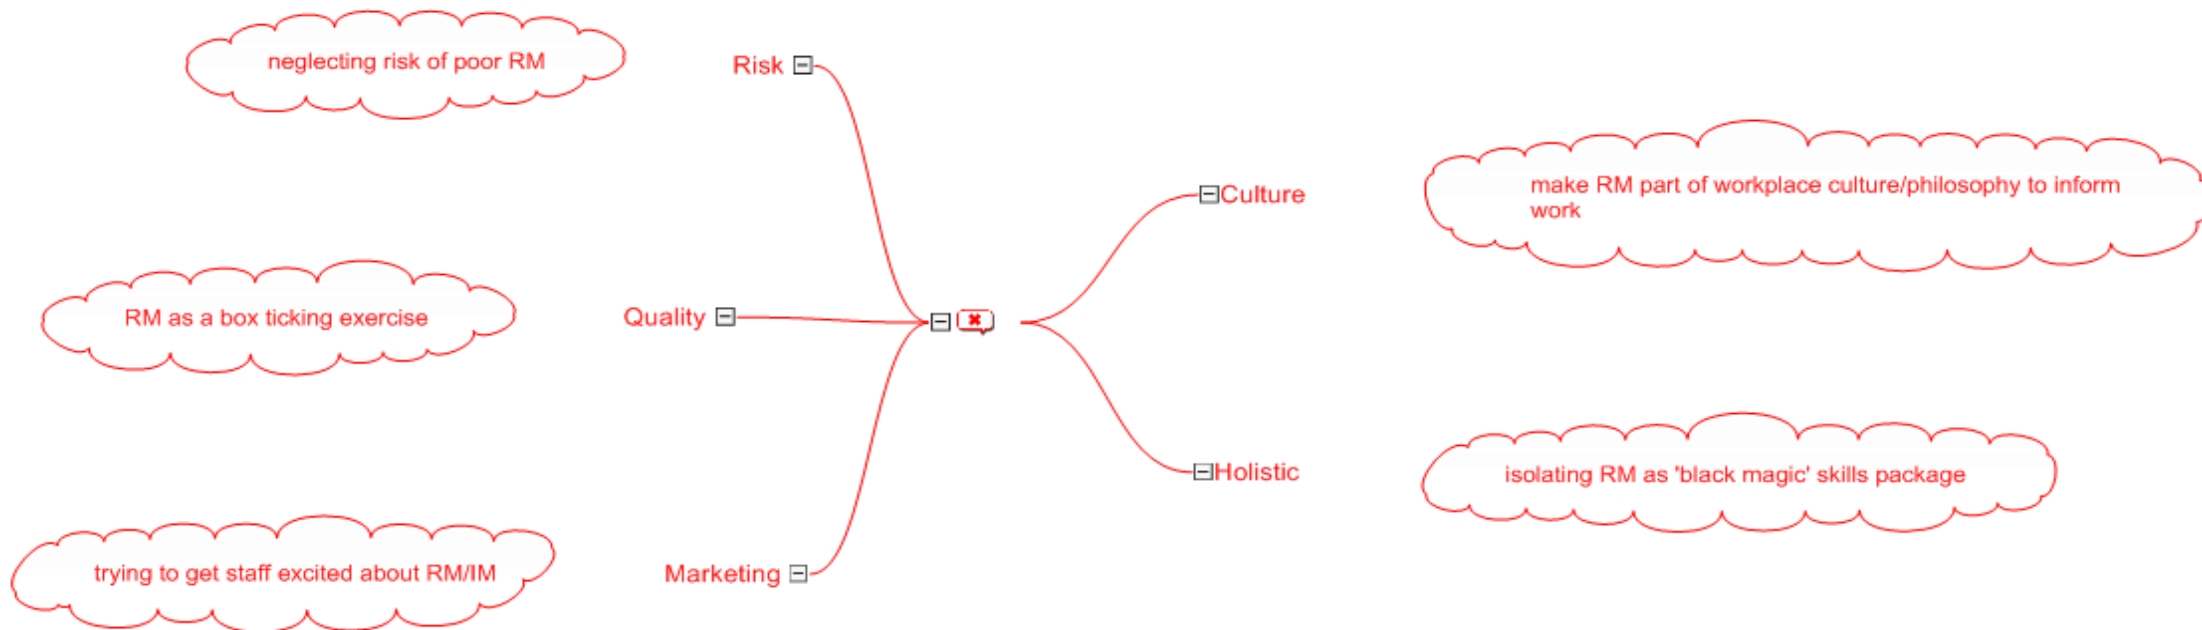 neglecting risk of poor RM
Risk
RM as a box ticking exercise
Quality
trying to get staff excited about RM/IM
Marketing
Culture
make RM part of workplace culture/philosophy to inform
work
Holistic
isolating RM as 'black magic' skills package